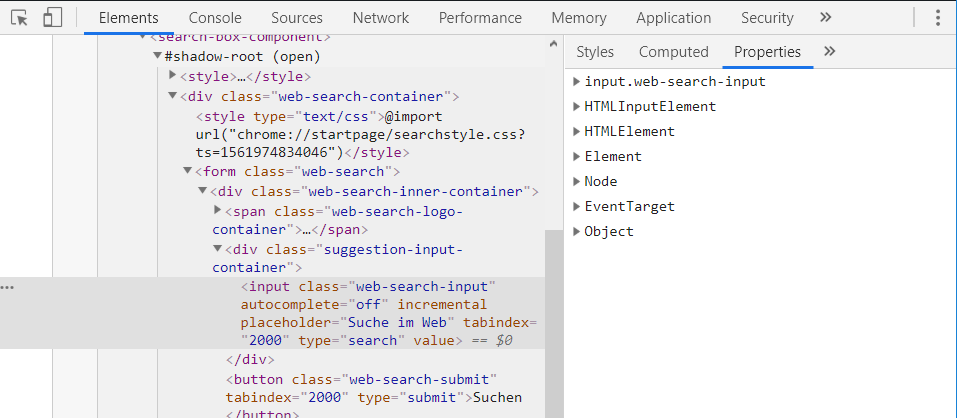 Elements Console Sources Network Performance Memory Application Security »
<search-box-component>
#shadow-root (open)
<style>…</style>
<div class="web-search-container">
<style type="text/css">@import
url("chrome://startpage/searchstyle.css?
ts=1561974834046")</style>
<form class="web-search">
<div class="web-search-inner-container">
<span class="web-search-logo-
container">…</span>
<div class="suggestion-input-
container">
<input class="web-search-input"
autocomplete="off" incremental
placeholder="Suche im Web" tabindex=
"2000" type="search" value> == $0
</div>
<button class="web-search-submit"
tabindex="2000" type="submit">Suchen
</button>
Styles Computed Properties »
input.web-search-input
HTMLInputElement
HTMLElement
Element
Node
EventTarget
Object